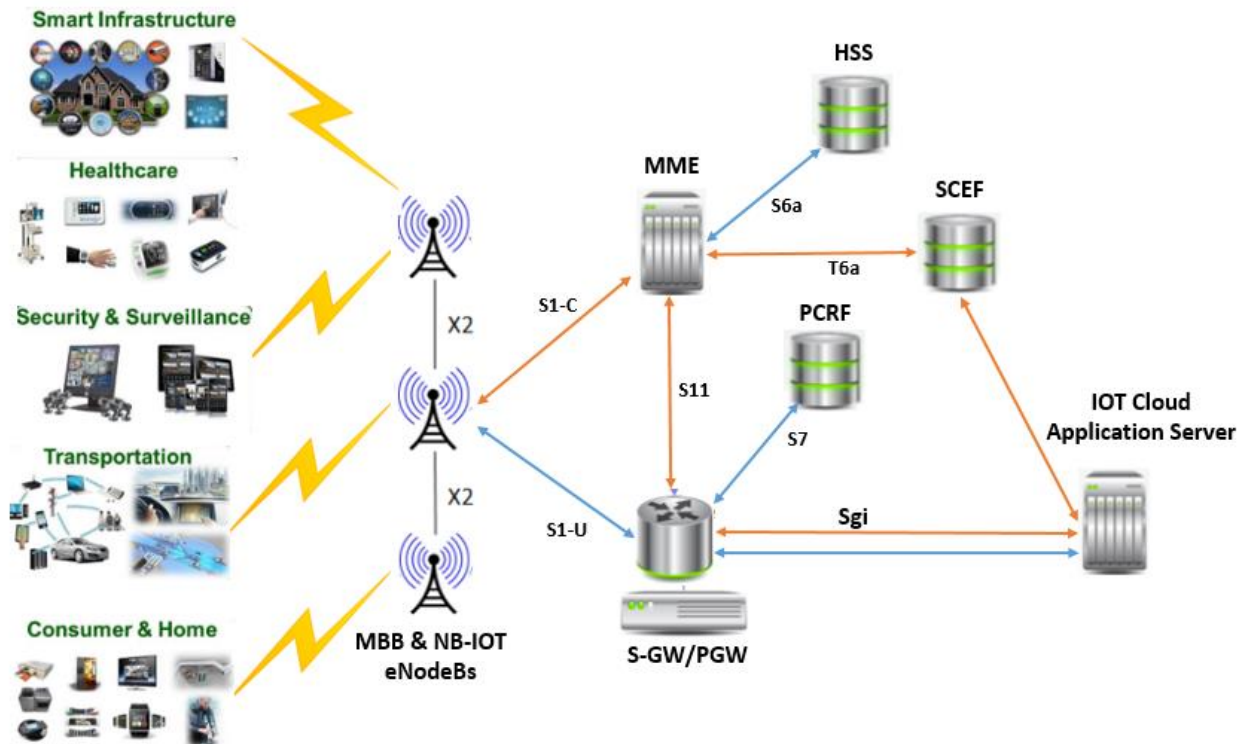 Smart Infrastructure
Healthcare
Security & Surveillance
Transportation
Consumer & Home
X2
X2
MBB & NB-IOT
eNodeBs
S1-C
S1-U
MME
HSS
S6a
SCEF
T6a
S11
PCRF
S7
S-GW/PGW
Sgi
IOT Cloud
Application Server